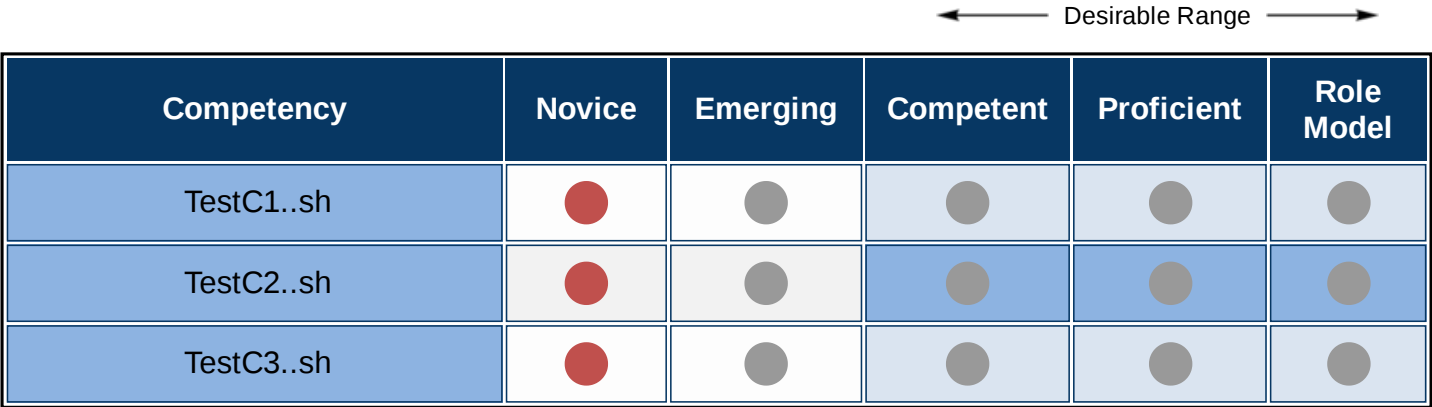 Desirable Range
Competency Novice Emerging Competent Proficient Role Model
TestC1..sh
TestC2..sh
TestC3..sh